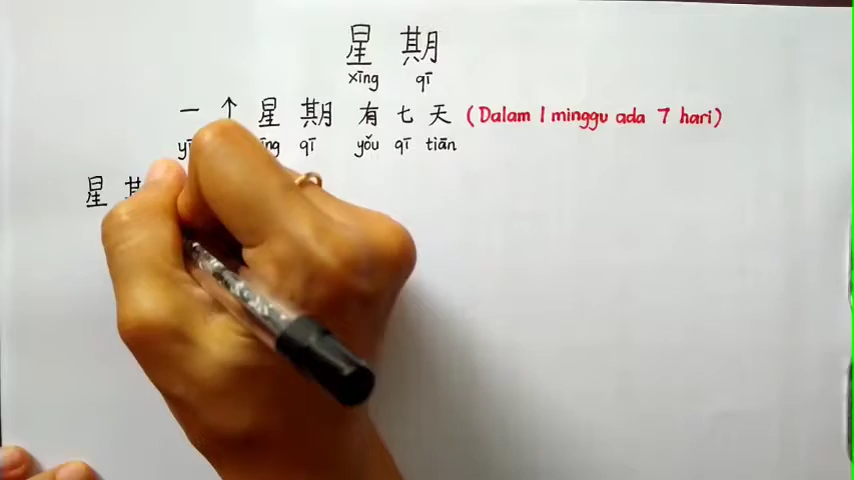 星 期
xīng qī
一 个 星 期 有 七 天 (Dalam 1 minggu ada 7 hari)
qī yǒu qī tiān
星